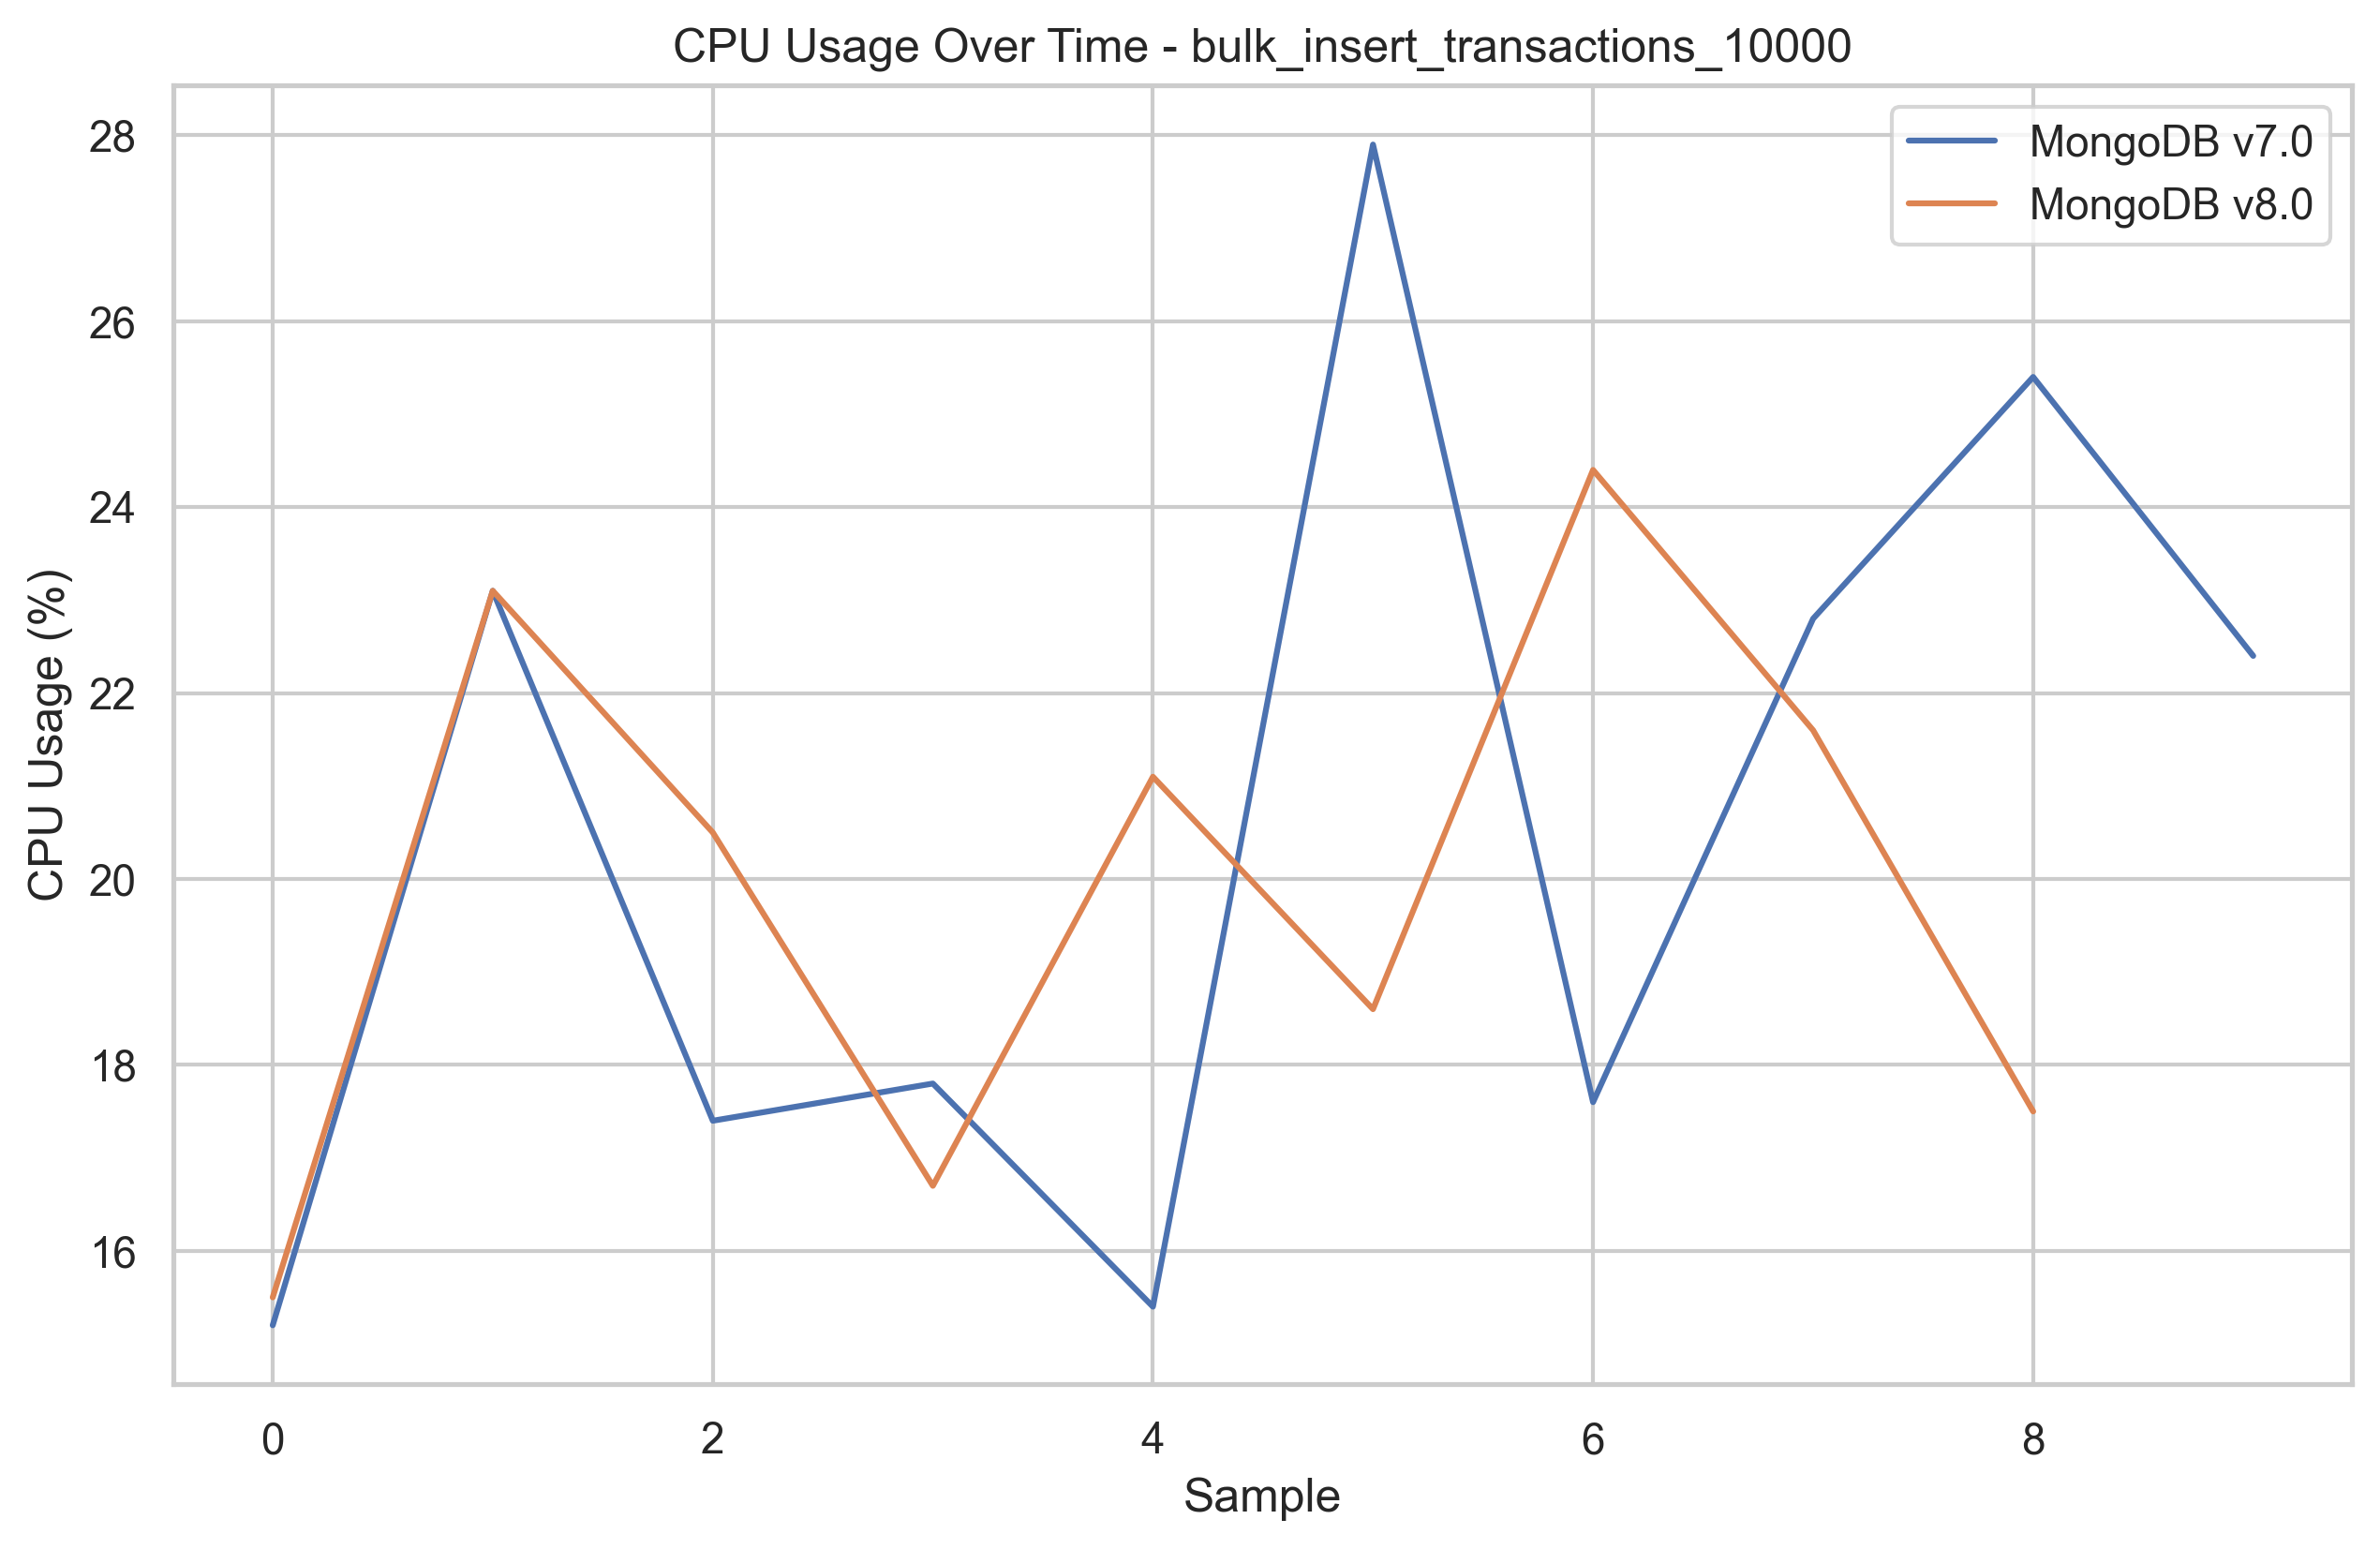 CPU Usage Over Time - bulk_insert_transactions_10000
MongoDB v7.0
MongoDB v8.0
28
26
24
22
20
18
16
CPU Usage (%)
0 2 4 6 8
Sample